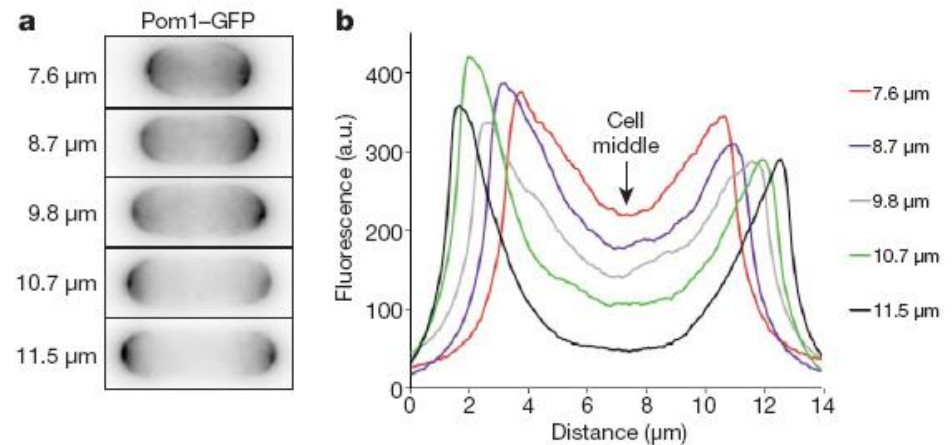 a
Pom1–GFP
7.6 µm
8.7 µm
9.8 µm
10.7 µm
11.5 µm
b
Fluorescence (a.u.)
400
300
200
100
0
Cell
middle
0 2 4 6 8 10 12 14
Distance (µm)
7.6 µm
8.7 µm
9.8 µm
10.7 µm
11.5 µm